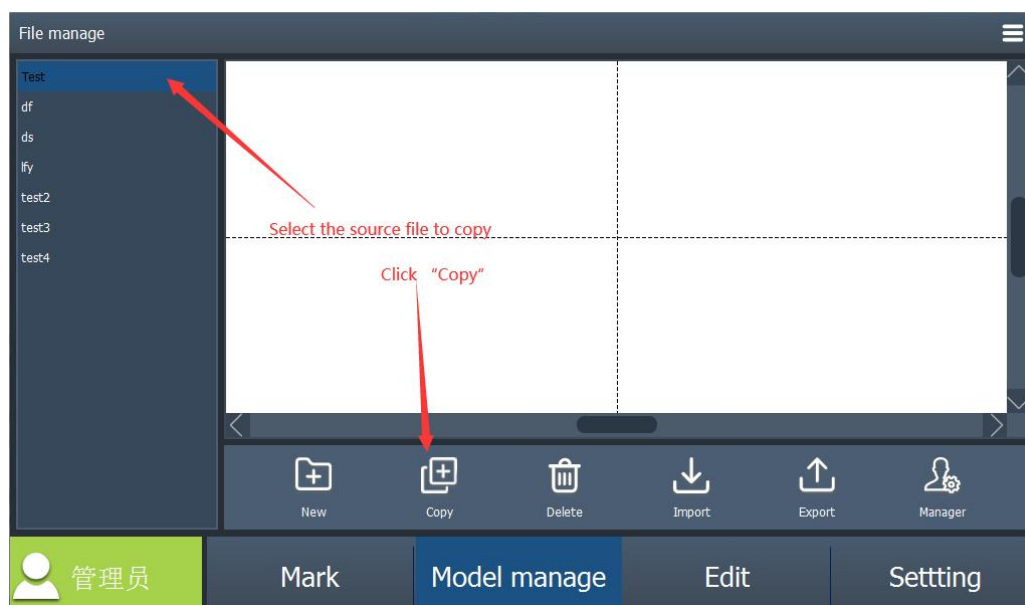 File manage
Test
df
ds
lfy
test2
test3
test4
Select the source file to copy
Click “Copy”
New
Copy
Delete
Import
Export
Manager
管理员
Mark
Model manage
Edit
Settting